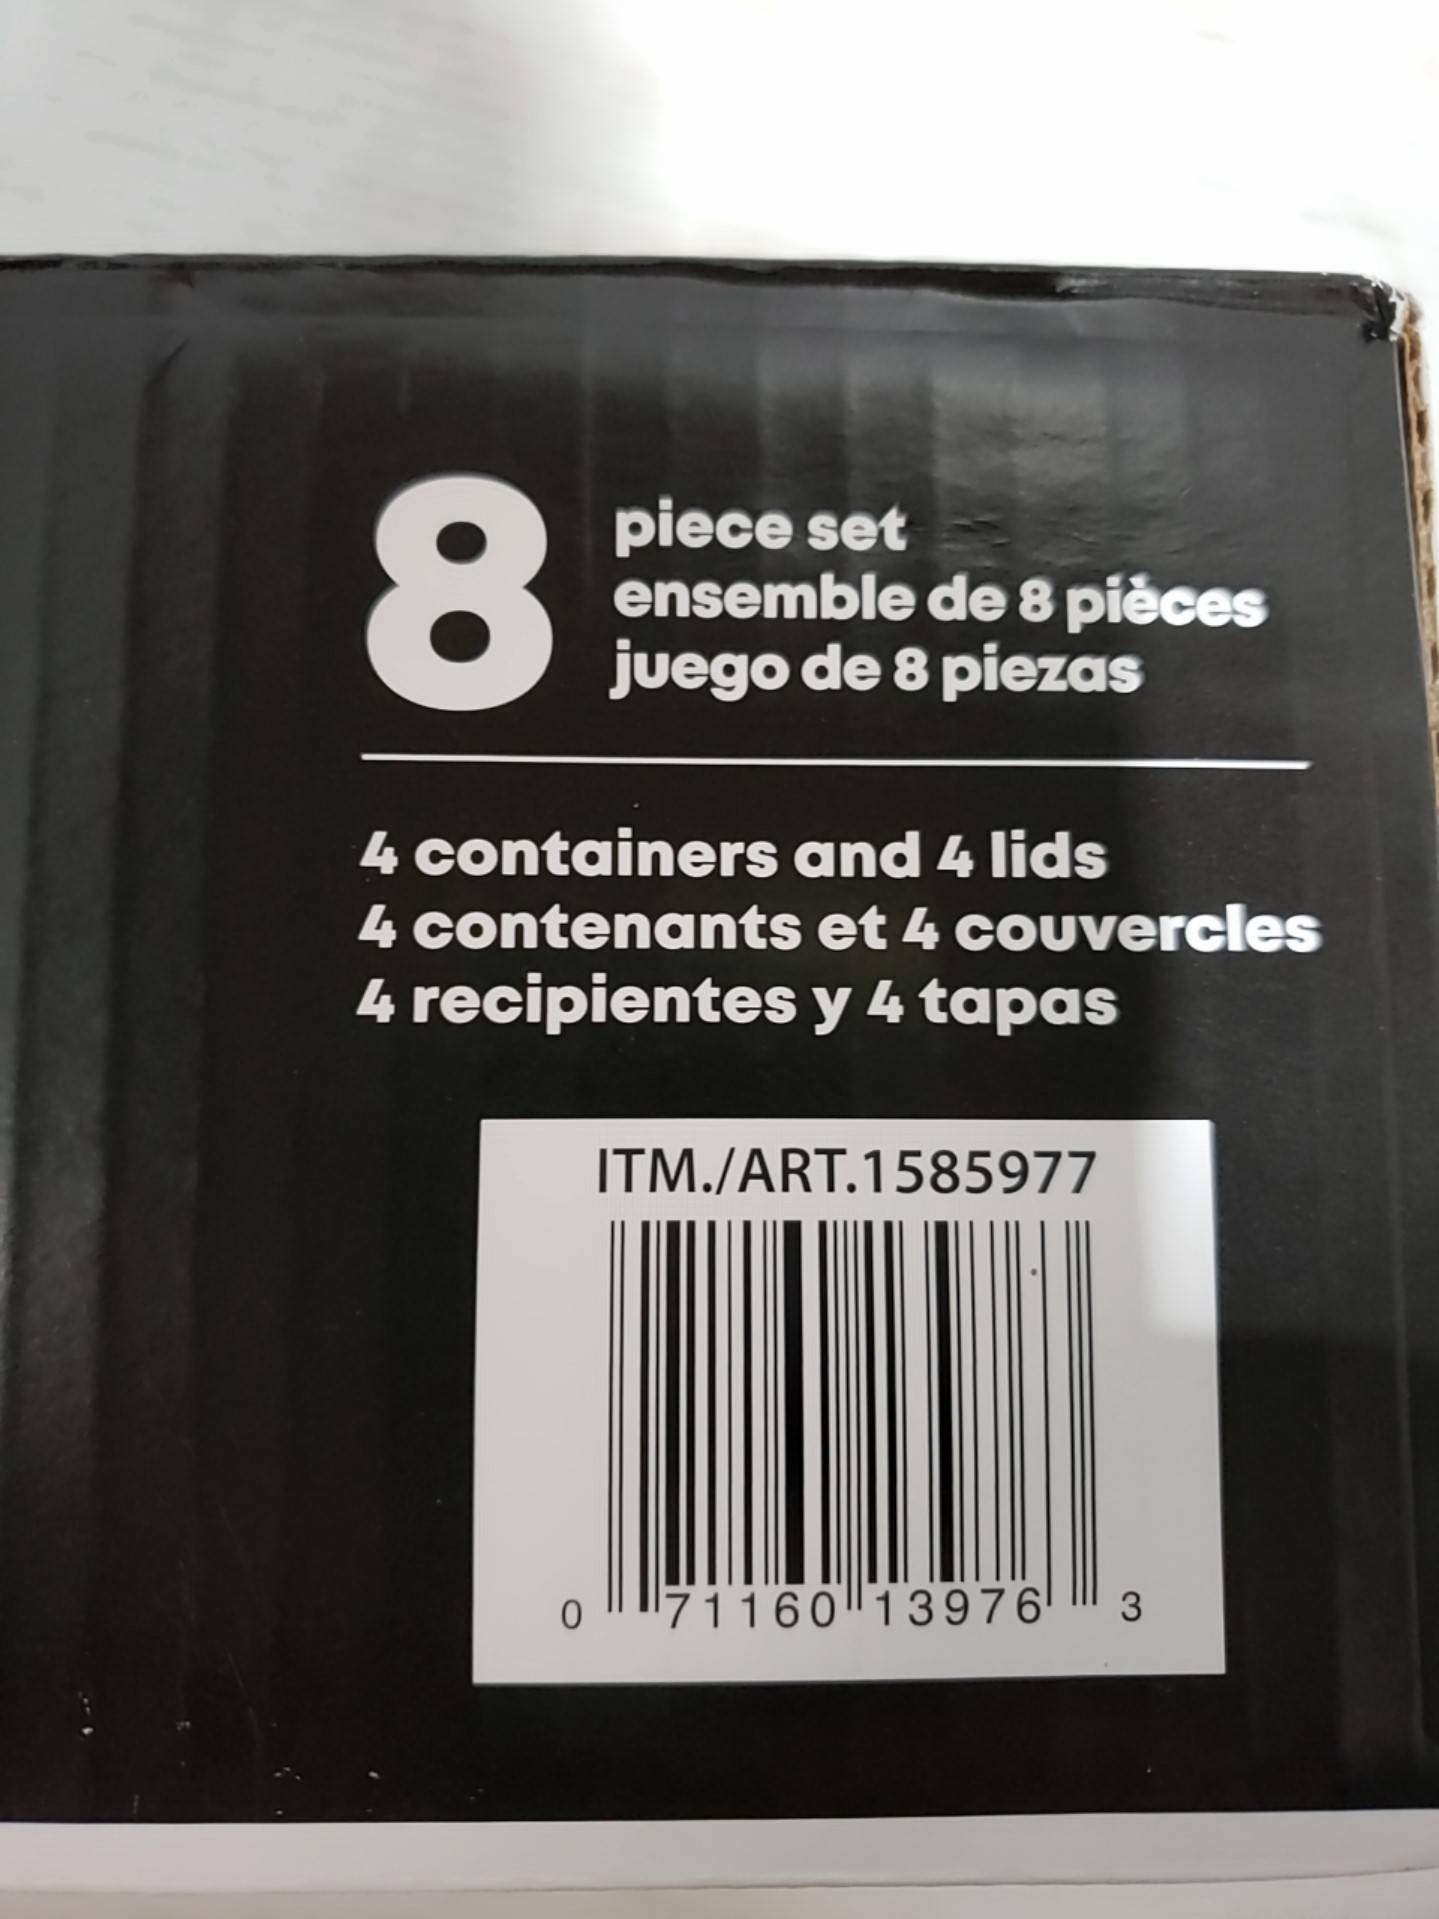 8
piece set
ensemble de 8 pièces
juego de 8 piezas
4 containers and 4 lids
4 contenants et 4 couvercles
4 recipientes y 4 tapas
ITM./ART.1585977
0 71160 13976 3